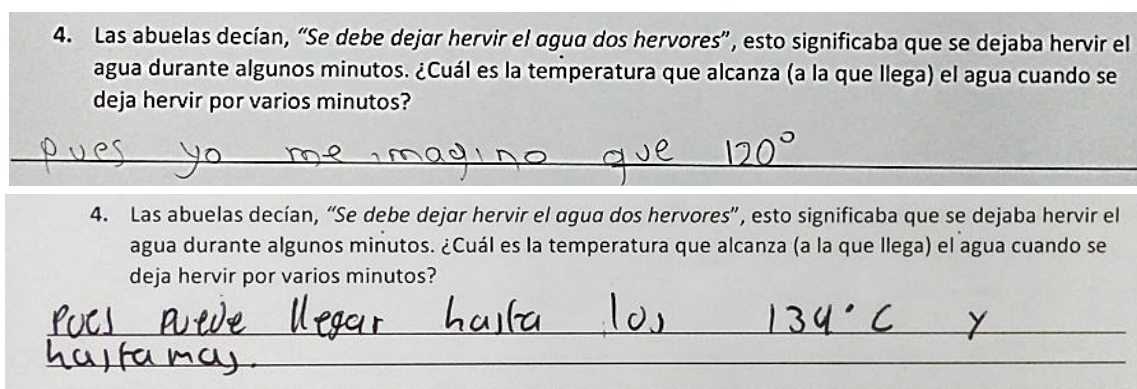 4. Las abuelas decían, “Se debe dejar hervir el agua dos hervores”, esto significaba que se dejaba hervir el
agua durante algunos minutos. ¿Cuál es la temperatura que alcanza (a la que llega) el agua cuando se
deja hervir por varios minutos?
pues yo me imagino que 120°
4. Las abuelas decían, “Se debe dejar hervir el agua dos hervores”, esto significaba que se dejaba hervir el
agua durante algunos minutos. ¿Cuál es la temperatura que alcanza (a la que llega) el agua cuando se
deja hervir por varios minutos?
Pues puede llegar hasta los 134° C y
hasta mas.